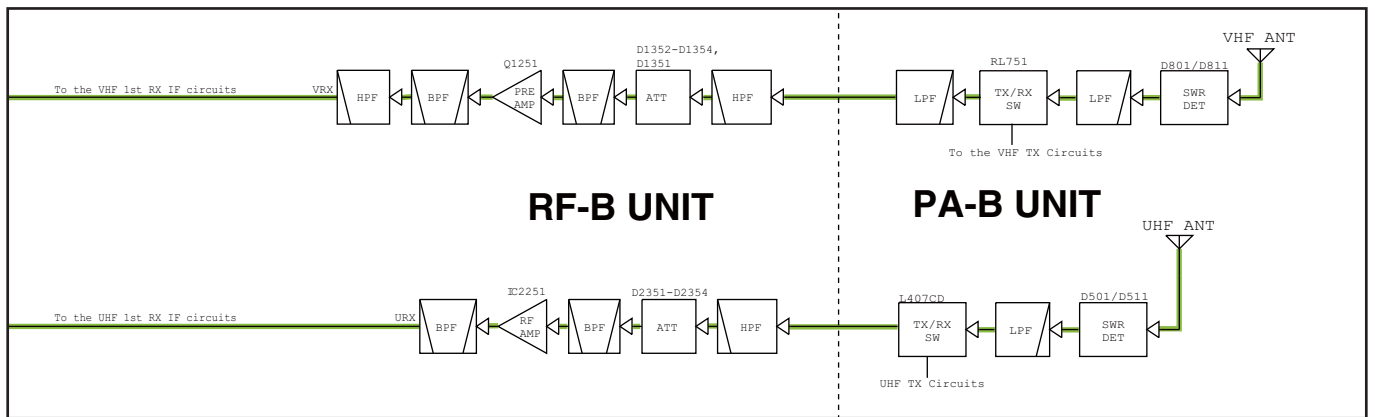 VHF ANT
D1352-D1354,
D1351
Q1251
RL751
D801/D811
To the VHF 1st RX IF circuits
VRX
HPF
BPF
PRE
AMP
BPF
ATT
HPF
LPF
TX/RX
SW
LPF
SWR
DET
To the VHF TX Circuits
RF-B UNIT
PA-B UNIT
UHF ANT
IC2251
D2351-D2354
L407CD
D501/D511
To the UHF 1st RX IF circuits
URX
BPF
RF
AMP
BPF
ATT
HPF
TX/RX
SW
LPF
SWR
DET
UHF TX Circuits